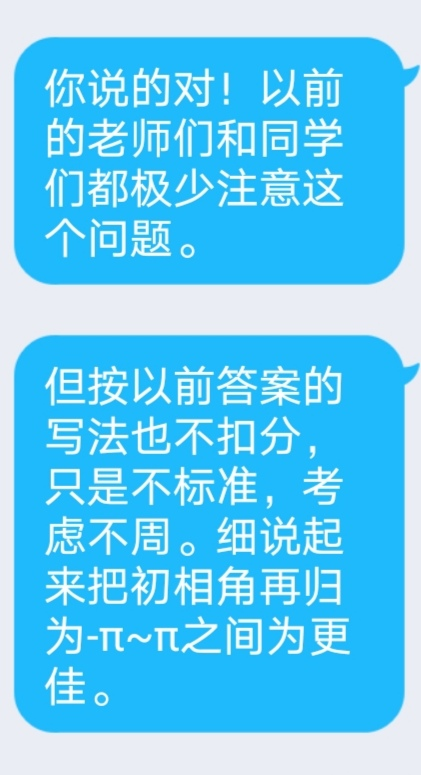 你说的对！以前
的老师们和同学
们都极少注意这
个问题。
但按以前答案的
写法也不扣分，
只是不标准，考
虑不周。细说起
来把初相角再归
为-π~π之间为更
佳。